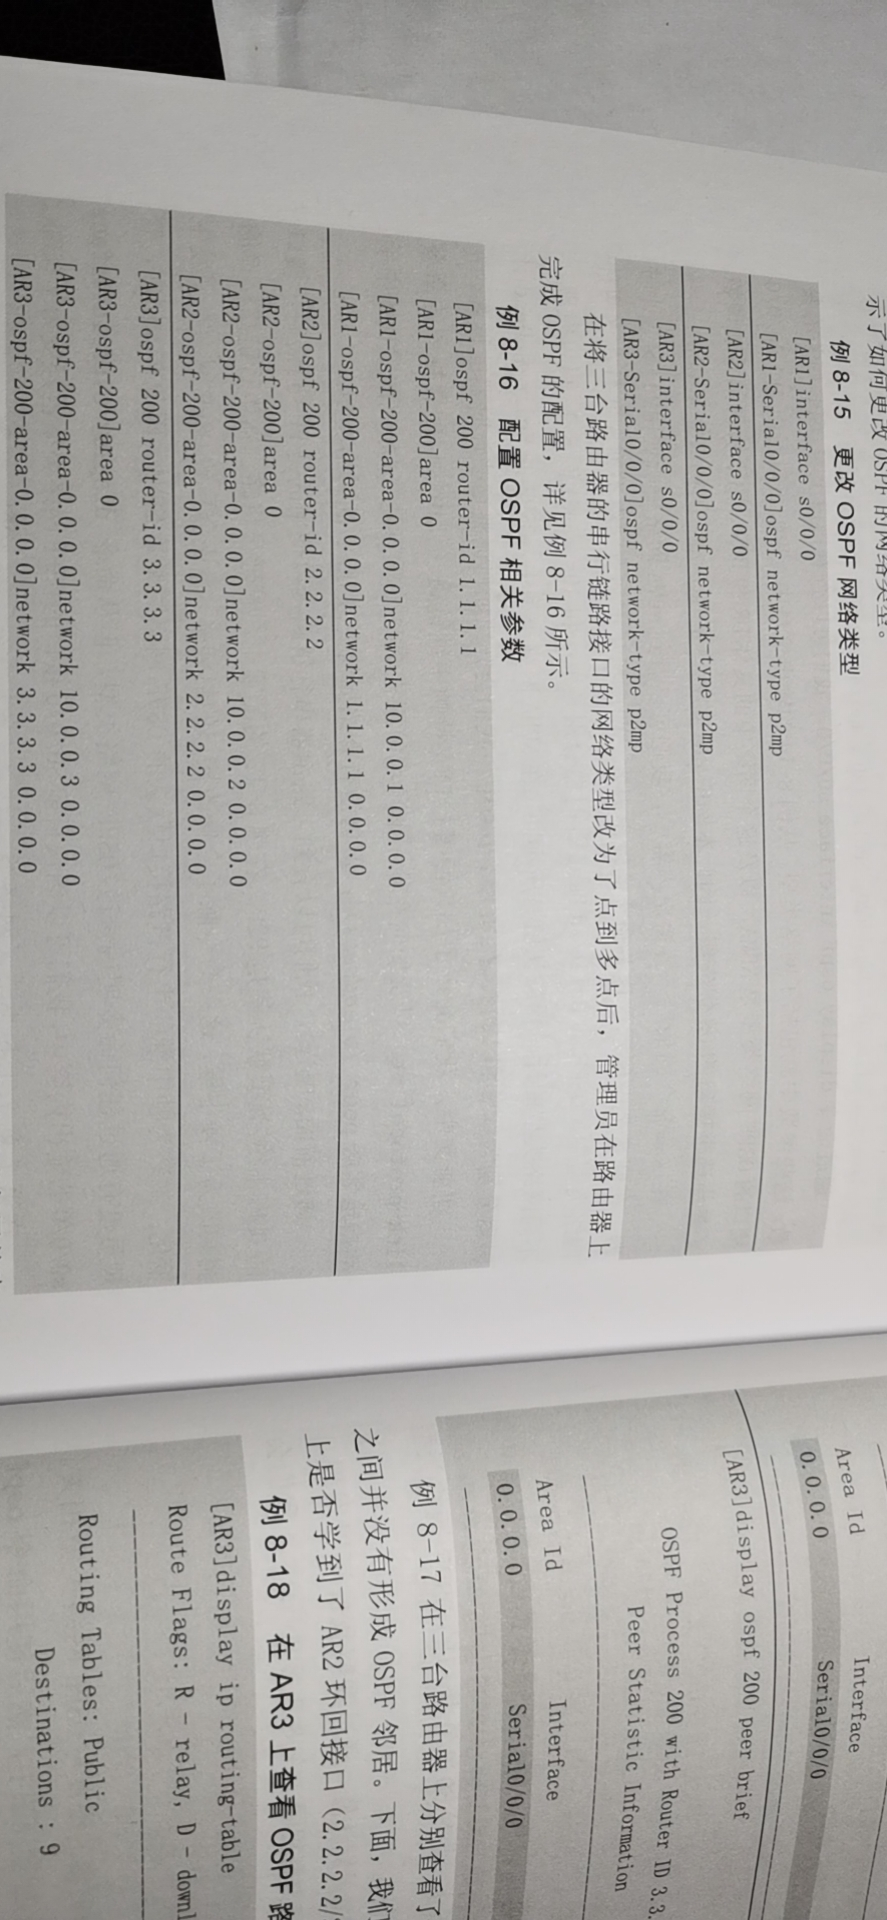 示了如何更改 OSPF 的网络类型。
例 8-15 更改 OSPF 网络类型
[AR1]interface s0/0/0
[AR1-Serial0/0/0]ospf network-type p2mp
[AR2]interface s0/0/0
[AR2-Serial0/0/0]ospf network-type p2mp
[AR3]interface s0/0/0
[AR3-Serial0/0/0]ospf network-type p2mp
在将三台路由器的串行链路接口的网络类型改为了点到多点后，管理员在路由器上
完成 OSPF 的配置，详见例 8-16 所示。
例 8-16 配置 OSPF 相关参数
[AR1]ospf 200 router-id 1.1.1.1
[AR1-ospf-200]area 0
[AR1-ospf-200-area-0.0.0.0]network 10.0.0.1 0.0.0.0
[AR1-ospf-200-area-0.0.0.0]network 1.1.1.1 0.0.0.0
[AR2]ospf 200 router-id 2.2.2.2
[AR2-ospf-200]area 0
[AR2-ospf-200-area-0.0.0.0]network 10.0.0.2 0.0.0.0
[AR2-ospf-200-area-0.0.0.0]network 2.2.2.2 0.0.0.0
[AR3]ospf 200 router-id 3.3.3.3
[AR3-ospf-200]area 0
[AR3-ospf-200-area-0.0.0.0]network 10.0.0.3 0.0.0.0
[AR3-ospf-200-area-0.0.0.0]network 3.3.3.3 0.0.0.0
Area Id Interface
0.0.0.0 Serial0/0/0
[AR3]display ospf 200 peer brief
OSPF Process 200 with Router ID 3.3.
Peer Statistic Information
Area Id Interface
0.0.0.0 Serial0/0/0
例 8-17 在三台路由器上分别查看了
之间并没有形成 OSPF 邻居。下面，我们
上是否学到了 AR2 环回接口（2.2.2.2/
例 8-18 在 AR3 上查看 OSPF 路
[AR3]display ip routing-table
Route Flags: R - relay, D - downl
Routing Tables: Public
Destinations : 9